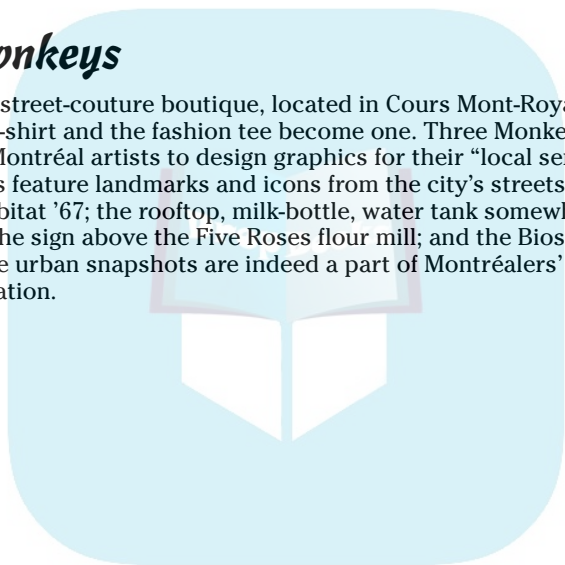 onkeys
street-couture boutique, located in Cours Mont-Roya
-shirt and the fashion tee become one. Three Monke
Montréal artists to design graphics for their “local se
s feature landmarks and icons from the city’s streets
bitat ’67; the rooftop, milk-bottle, water tank somew
he sign above the Five Roses flour mill; and the Bios
e urban snapshots are indeed a part of Montréalers’
ation.